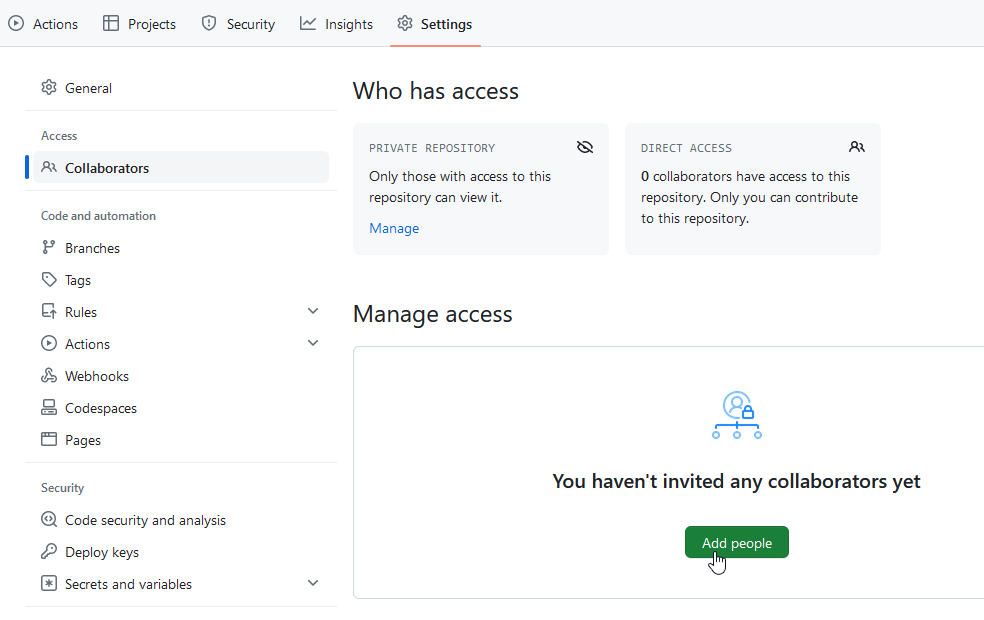 Actions Projects Security Insights Settings
General
Access
Collaborators
Code and automation
Branches
Tags
Rules
Actions
Webhooks
Codespaces
Pages
Security
Code security and analysis
Deploy keys
Secrets and variables
Who has access
PRIVATE REPOSITORY
Only those with access to this
repository can view it.
Manage
DIRECT ACCESS
0 collaborators have access to this
repository. Only you can contribute
to this repository.
Manage access
You haven't invited any collaborators yet
Add people